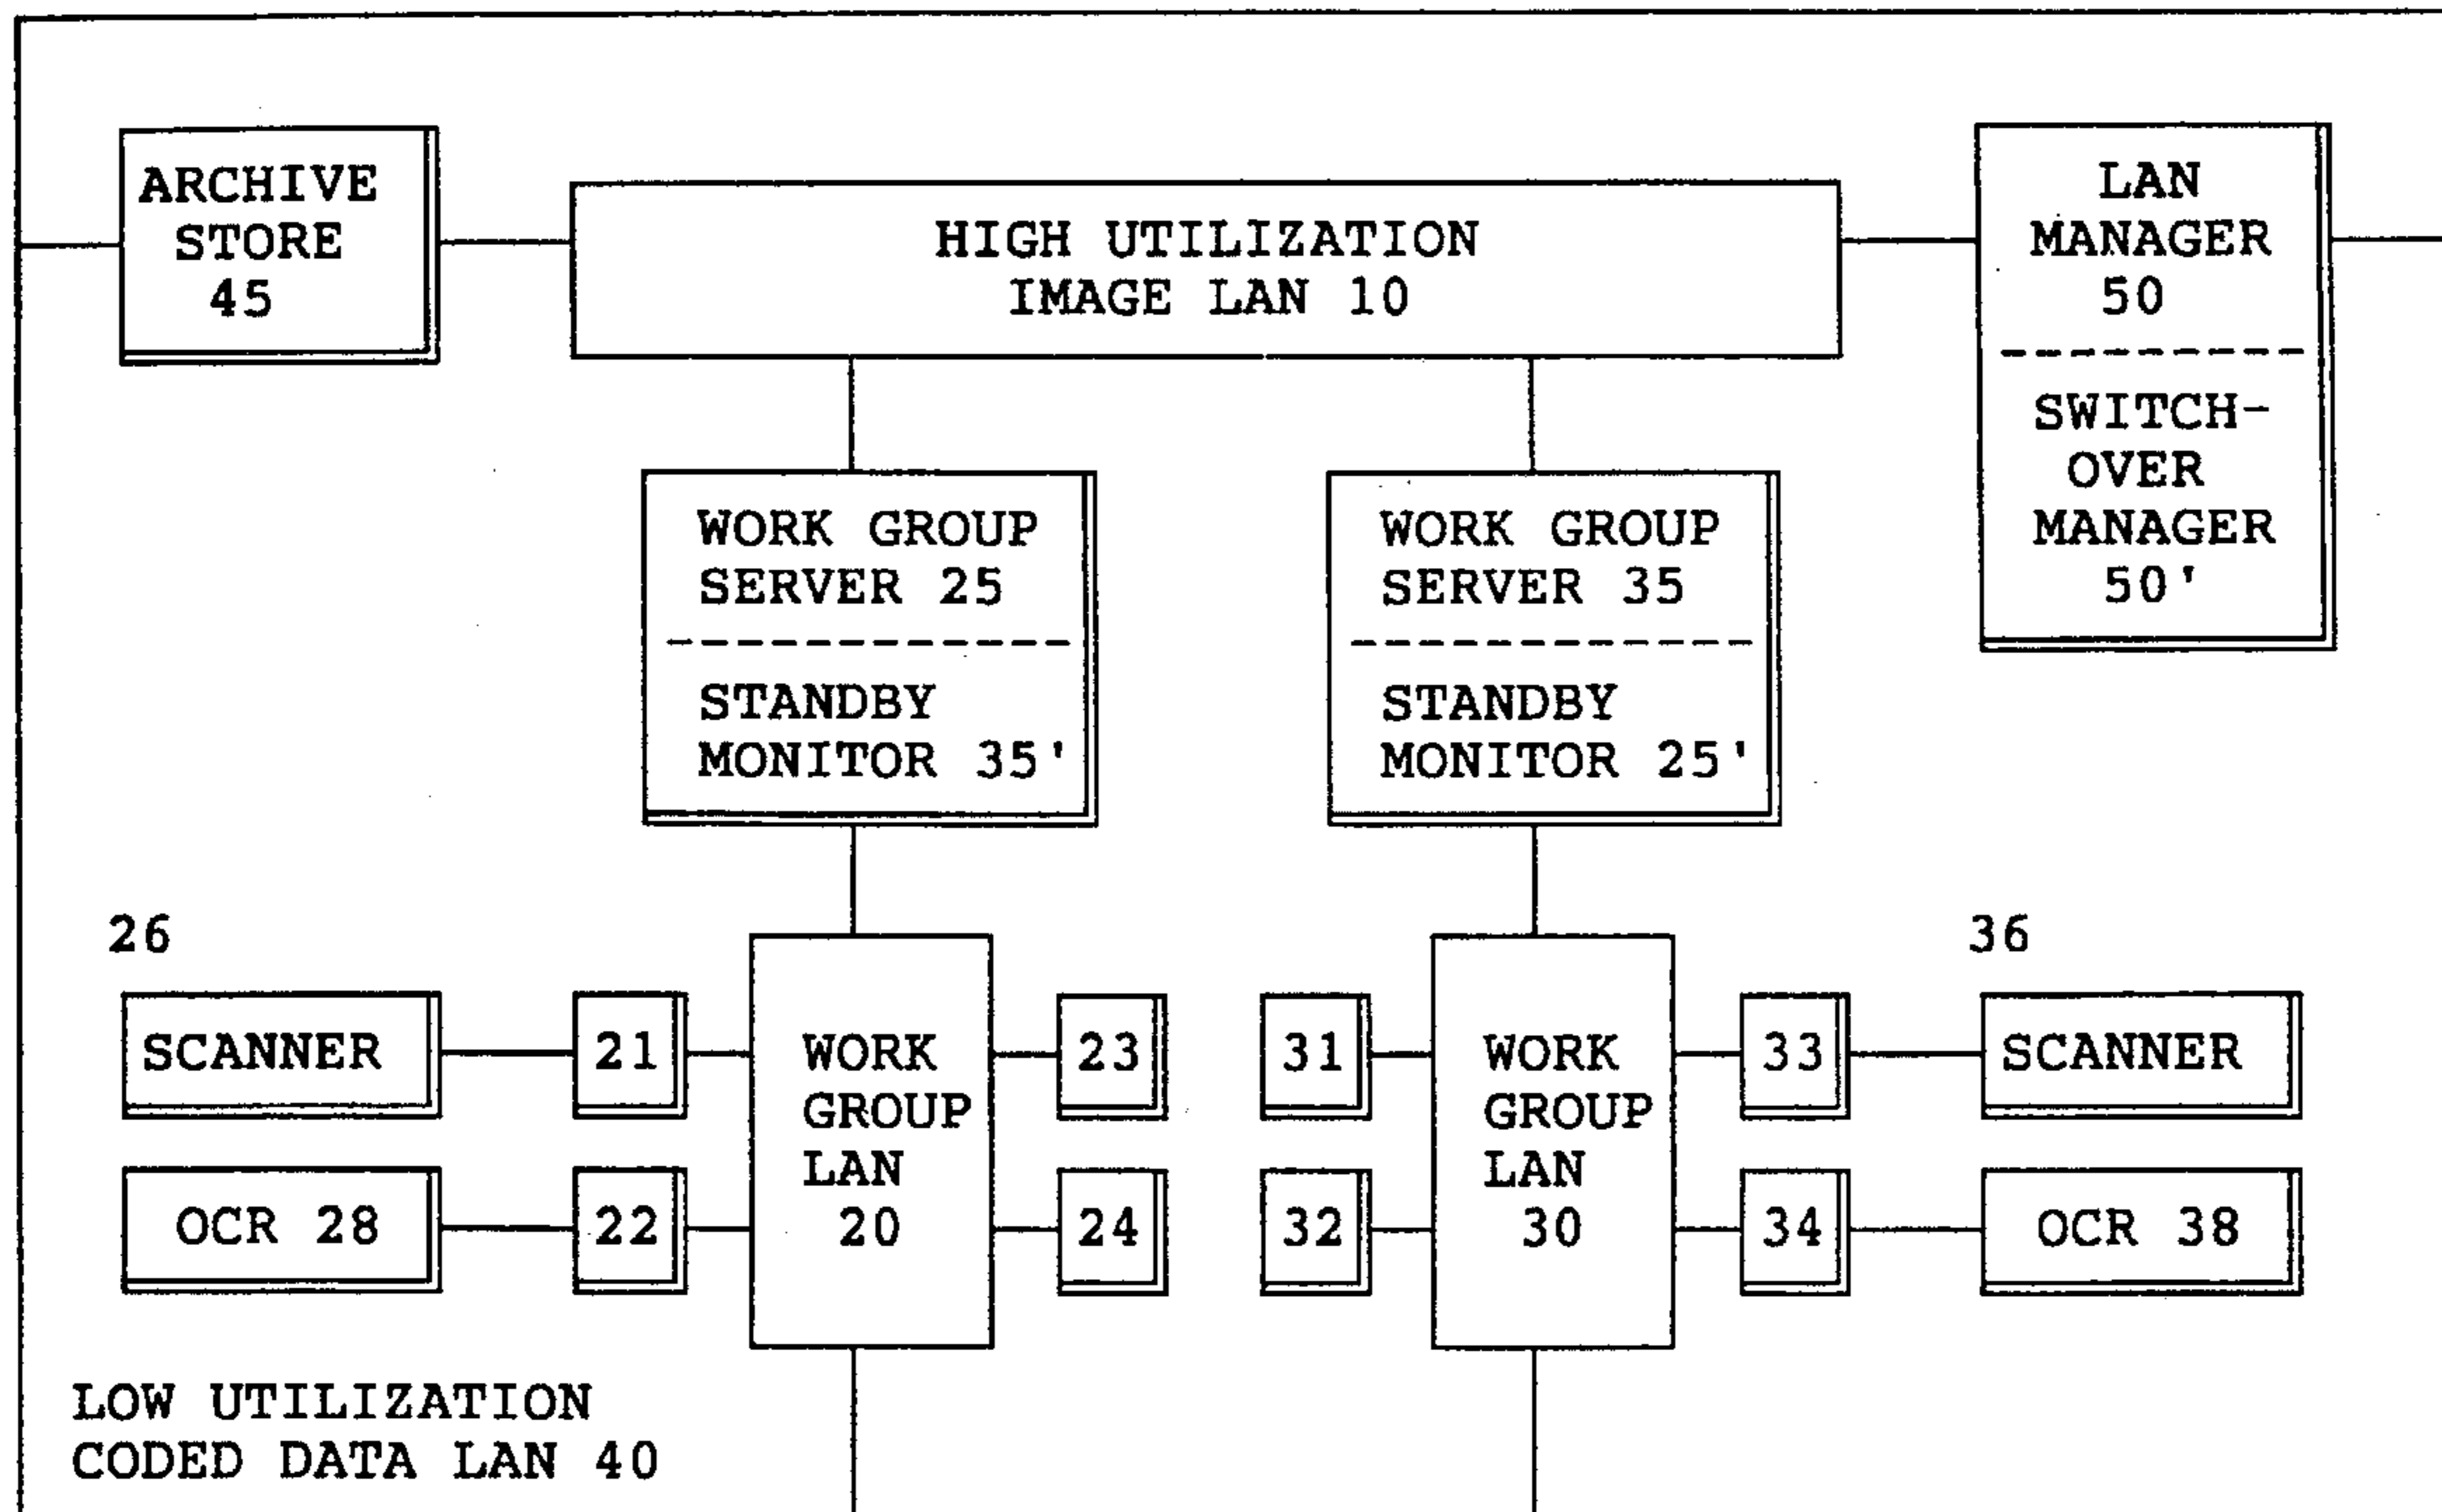 ARCHIVE
STORE
45
HIGH UTILIZATION
IMAGE LAN 10
LAN
MANAGER
50
SWITCH-
OVER
MANAGER
50'
WORK GROUP
SERVER 25
STANDBY
MONITOR 35'
WORK GROUP
SERVER 35
STANDBY
MONITOR 25'
26
SCANNER
21
OCR 28
22
WORK
GROUP
LAN
20
23
24
31
32
WORK
GROUP
LAN
30
33
34
36
SCANNER
OCR 38
LOW UTILIZATION
CODED DATA LAN 40